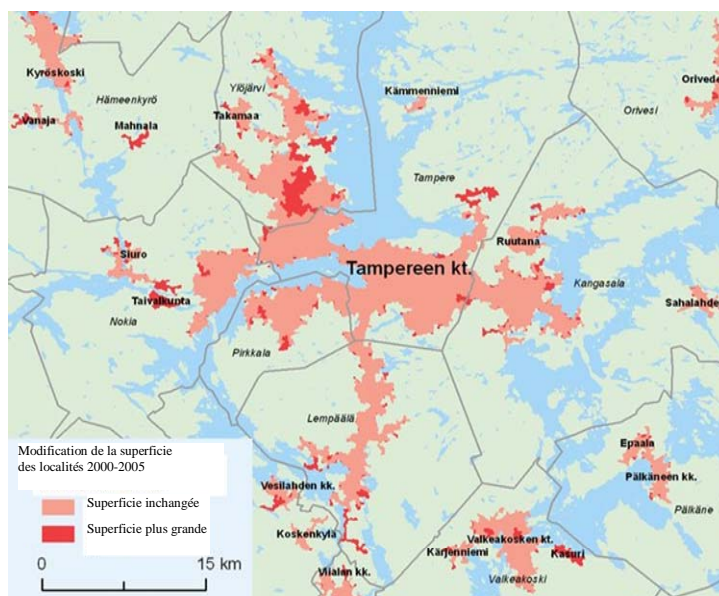 Kyröskoski
Ylöjärvi
Kämmenniemi
Hämeenkyrö
Takamaa
Orivesi
Vanaja
Mahnala
Tampere
Ruutana
Siuro
Tampereen kt.
Kangasala
Taivalkunta
Sahalahde
Nokia
Pirkkala
Lempäälä
Modification de la superficie
des localités 2000-2005
Superficie inchangée
Superficie plus grande
0 15 km
Epaala
Vesilahden kk.
Pälkäneen kk.
Pälkäne
Koskenkylä
Valkeakosken kt.
Kärjenniemi
Kasuri
Viialan kk.
Valkeakoski